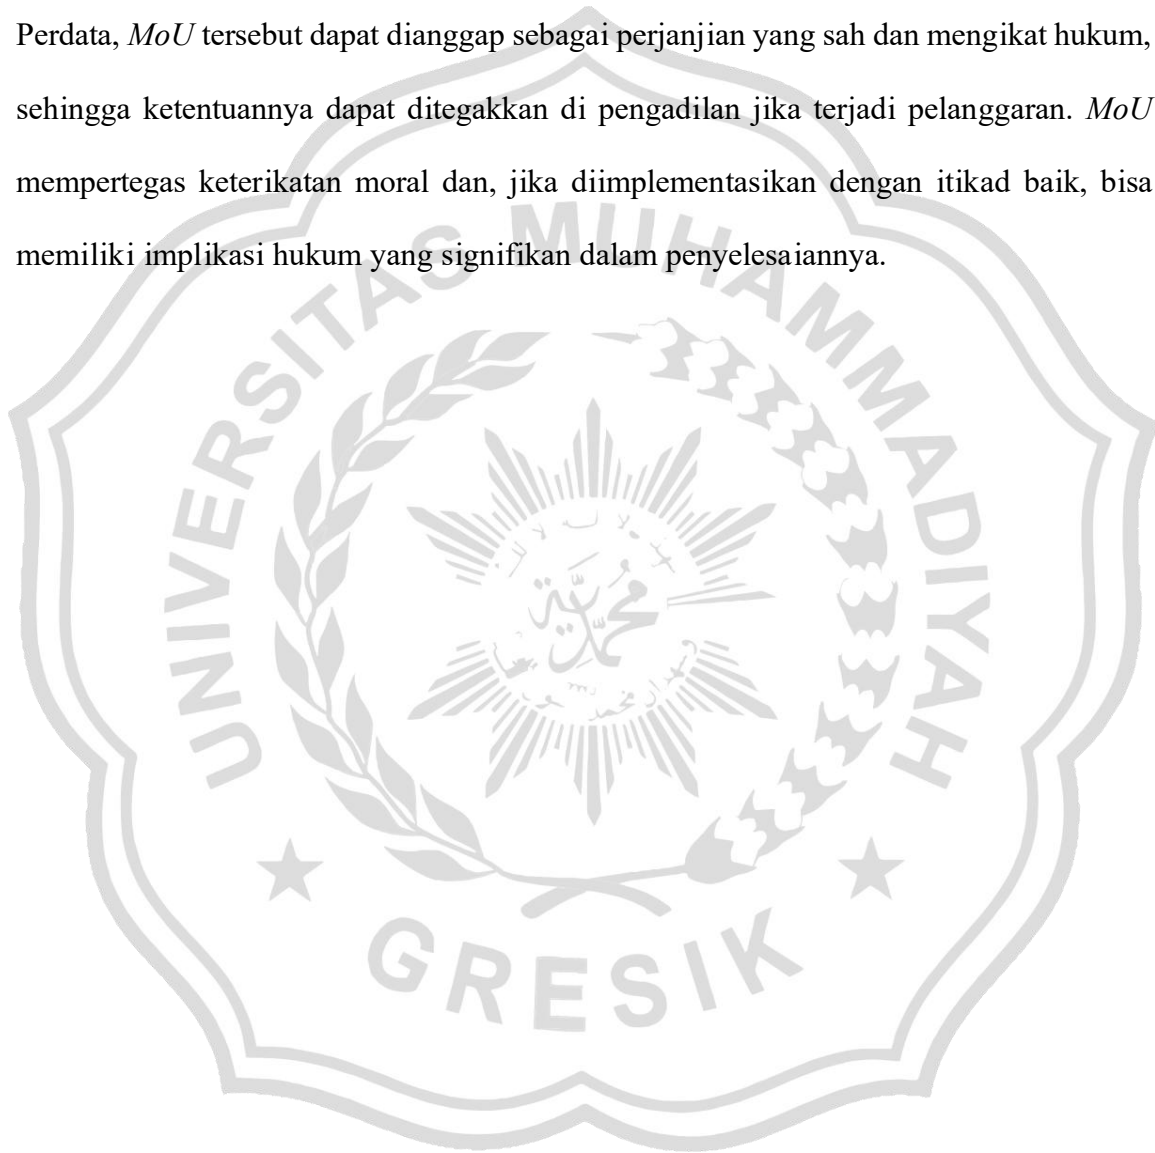 Perdata, MoU tersebut dapat dianggap sebagai perjanjian yang sah dan mengikat hukum,
sehingga ketentuannya dapat ditegakkan di pengadilan jika terjadi pelanggaran. MoU
mempertegas keterikatan moral dan, jika diimplementasikan dengan itikad baik, bisa
memiliki implikasi hukum yang signifikan dalam penyelesaiannya.
UNIVERSITAS MUHAMMADIYAH
محمدية
GRESIK